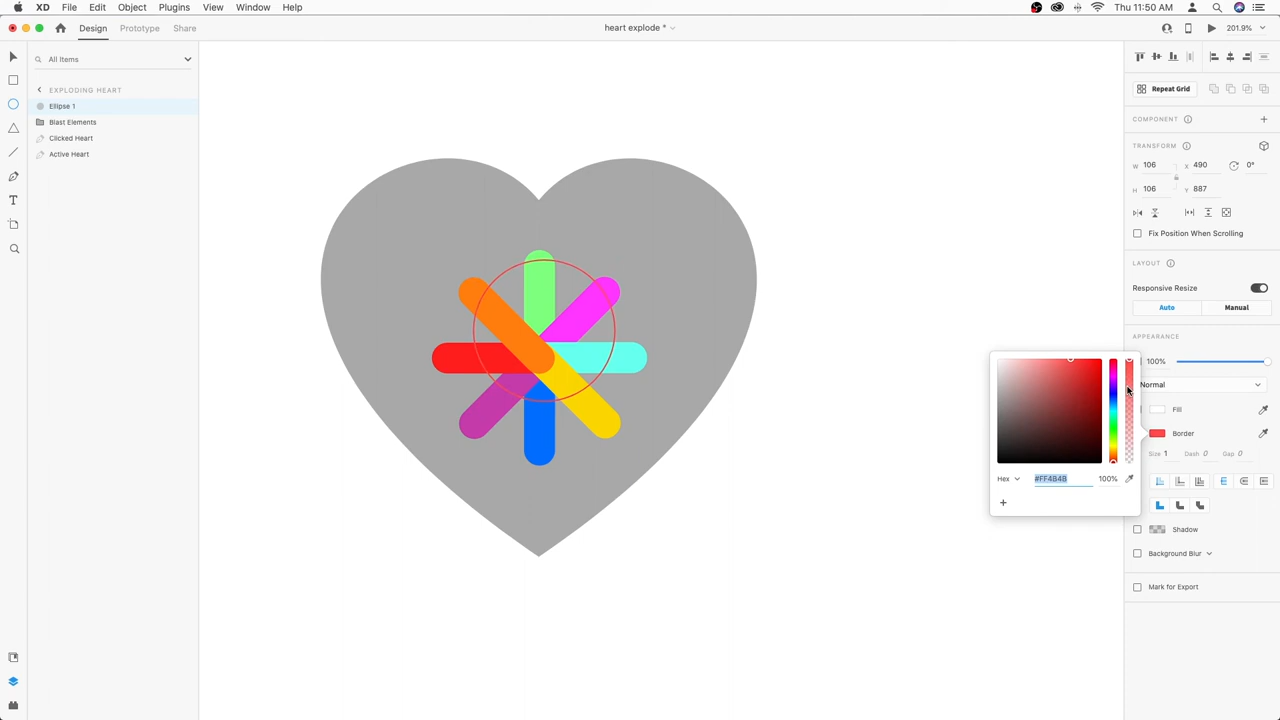 XD File Edit Object Plugins View Window Help Thu 11:50 AM
Design Prototype Share heart explode * 201.9%
All Items
EXPLODING HEART
Ellipse 1
Blast Elements
Clicked Heart
Active Heart
Repeat Grid
COMPONENT
TRANSFORM
W 106 X 490 0°
H 106 Y 887
Fix Position When Scrolling
LAYOUT
Responsive Resize
Auto Manual
APPEARANCE
100%
Normal
Fill
Border
Size 1 Dash 0 Gap 0
Hex #FF4B4B 100%
+
Shadow
Background Blur
Mark for Export